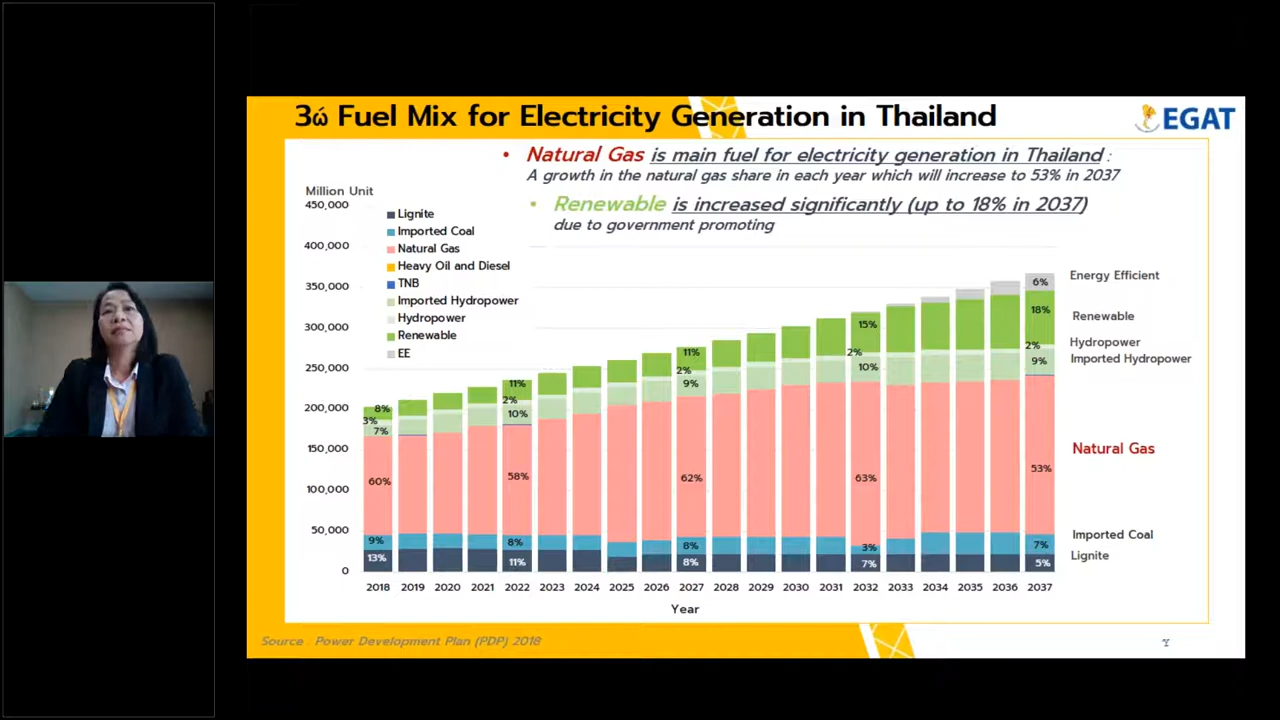 3ώ Fuel Mix for Electricity Generation in Thailand
EGAT
• Natural Gas is main fuel for electricity generation in Thailand :
A growth in the natural gas share in each year which will increase to 53% in 2037
• Renewable is increased significantly (up to 18% in 2037)
due to government promoting
Million Unit
450,000
400,000
350,000
300,000
250,000
200,000
150,000
100,000
50,000
0
Lignite
Imported Coal
Natural Gas
Heavy Oil and Diesel
TNB
Imported Hydropower
Hydropower
Renewable
EE
8%
3%
7%
60%
9%
13%
11%
2%
10%
58%
8%
11%
11%
2%
9%
62%
8%
8%
15%
2%
10%
63%
3%
7%
6%
18%
2%
9%
53%
7%
5%
Energy Efficient
Renewable
Hydropower
Imported Hydropower
Natural Gas
Imported Coal
Lignite
2018 2019 2020 2021 2022 2023 2024 2025 2026 2027 2028 2029 2030 2031 2032 2033 2034 2035 2036 2037
Year
Source : Power Development Plan (PDP) 2018